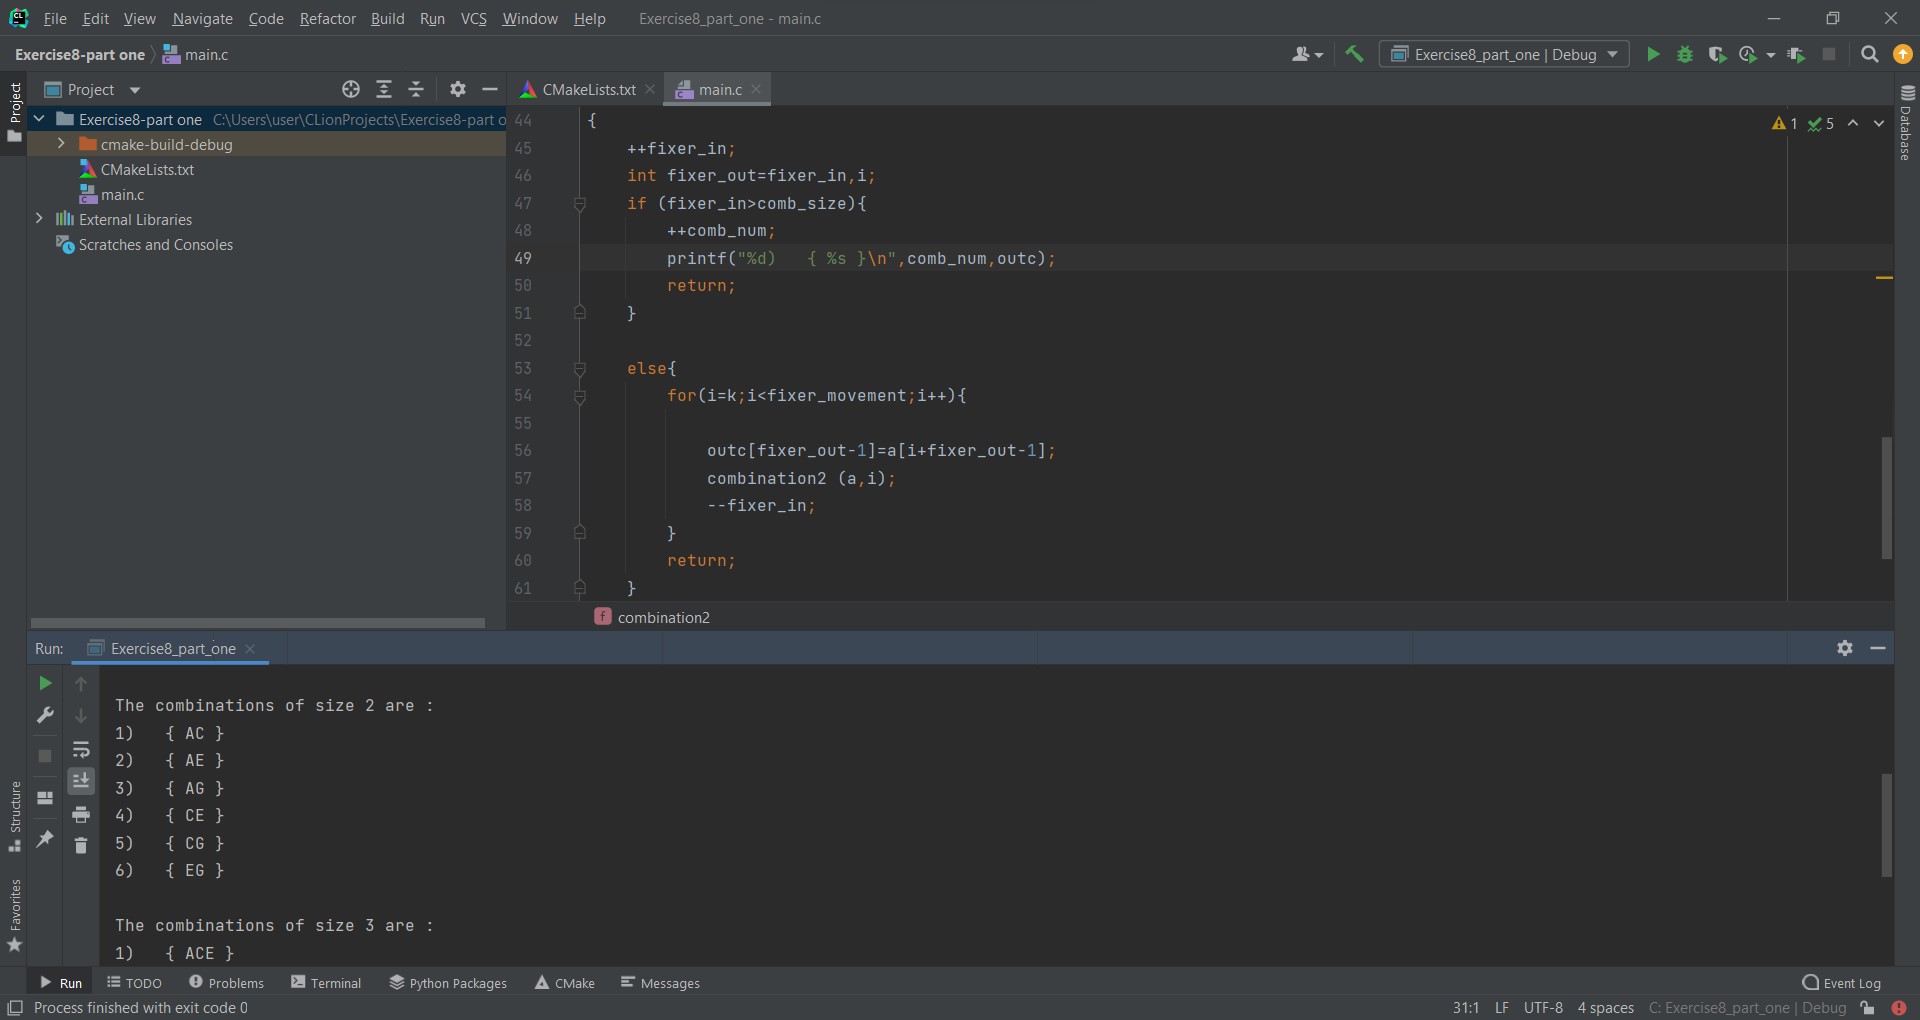 File Edit View Navigate Code Refactor Build Run VCS Window Help Exercise8_part_one - main.c
Exercise8-part one main.c Exercise8_part_one | Debug
Project CMakeLists.txt main.c
Project
Exercise8-part one C:\Users\user\CLionProjects\Exercise8-part o
cmake-build-debug
CMakeLists.txt
main.c
External Libraries
Scratches and Consoles
1 5
Database
44 {
45 ++fixer_in;
46 int fixer_out=fixer_in,i;
47 if (fixer_in>comb_size){
48 ++comb_num;
49 printf("%d)   { %s }\n",comb_num,outc);
50 return;
51 }
52
53 else{
54 for(i=k;i<fixer_movement;i++){
55
56 outc[fixer_out-1]=a[i+fixer_out-1];
57 combination2 (a,i);
58 --fixer_in;
59 }
60 return;
61 }
f combination2
Run: Exercise8_part_one
The combinations of size 2 are :
1)   { AC }
2)   { AE }
3)   { AG }
4)   { CE }
5)   { CG }
6)   { EG }
The combinations of size 3 are :
1)   { ACE }
Structure
Favorites
Run TODO Problems Terminal Python Packages CMake Messages Event Log
Process finished with exit code 0 31:1 LF UTF-8 4 spaces C: Exercise8_part_one | Debug